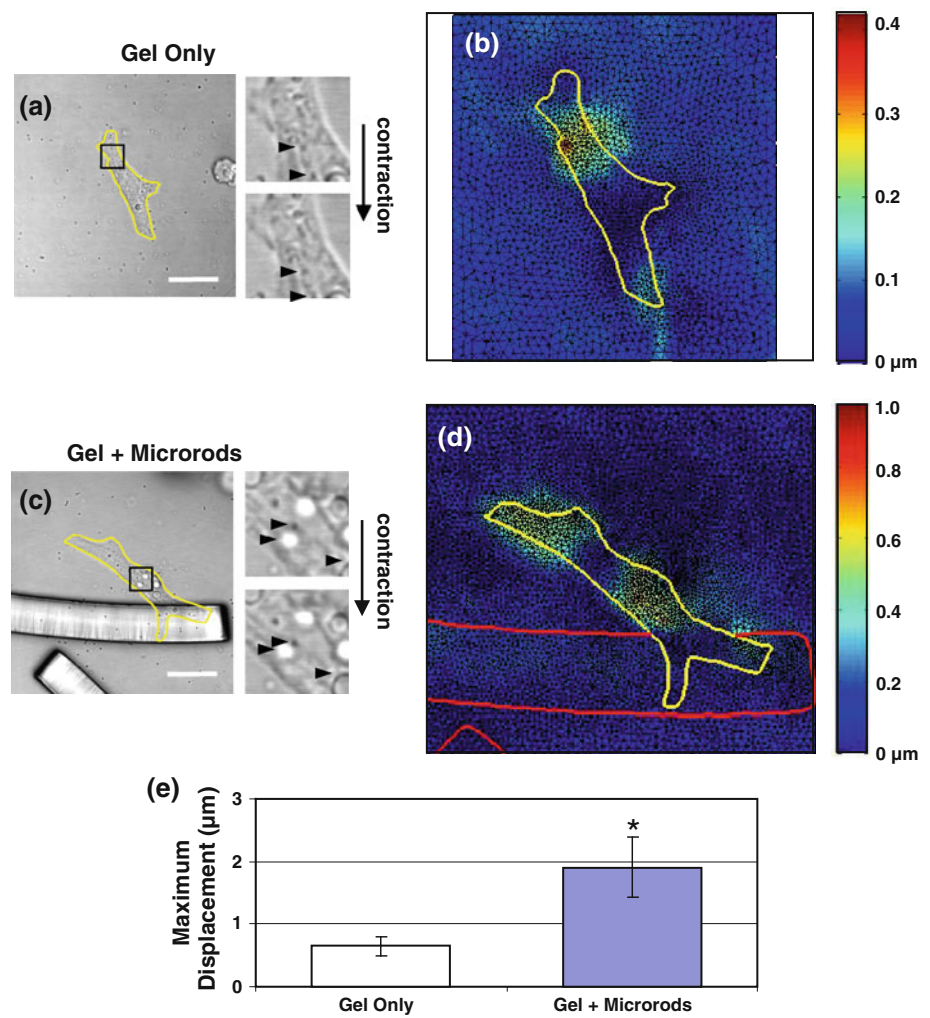 Gel Only
(a)
contraction
(b)
0.4
0.3
0.2
0.1
0 µm
Gel + Microrods
(c)
contraction
(d)
1.0
0.8
0.6
0.4
0.2
0 µm
(e)
Maximum
Displacement (µm)
3
2
1
0
*
Gel Only
Gel + Microrods